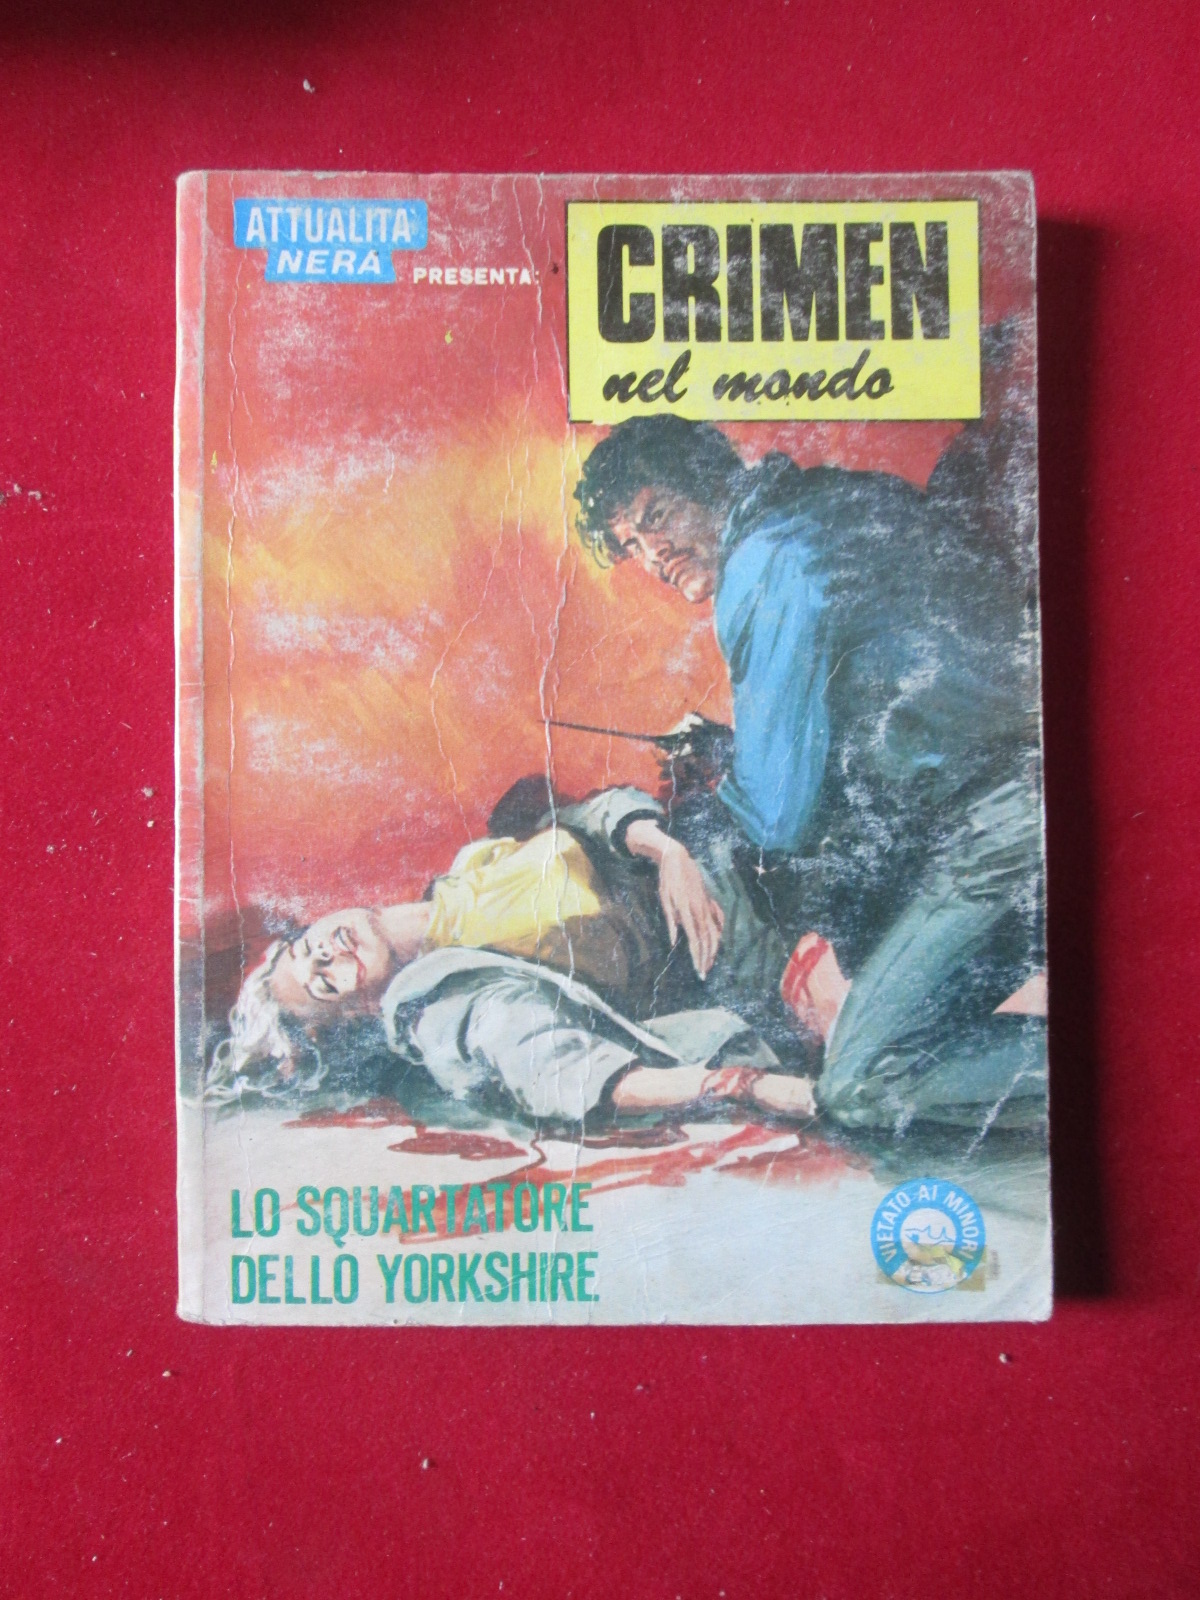 ATTUALITA'
NERA
PRESENTA:
CRIMEN
nel mondo
LO SQUARTATORE
DELLO YORKSHIRE
VIETATO AI MINORI